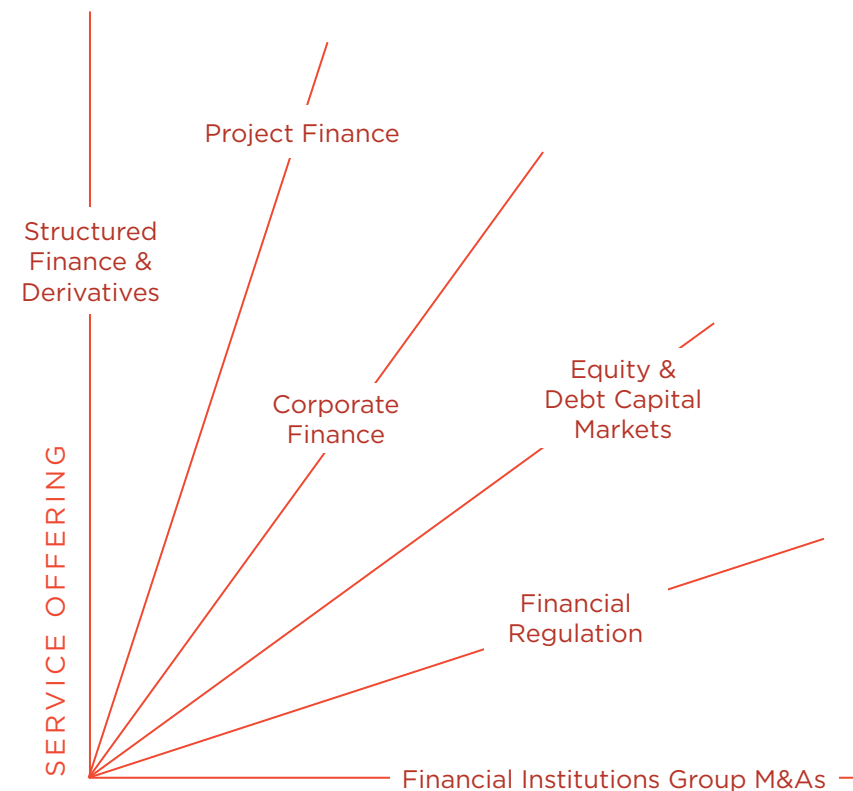 Project Finance
Structured
Finance &
Derivatives
Equity &
Debt Capital
Markets
Corporate
Finance
SERVICE OFFERING
Financial
Regulation
Financial Institutions Group M&As